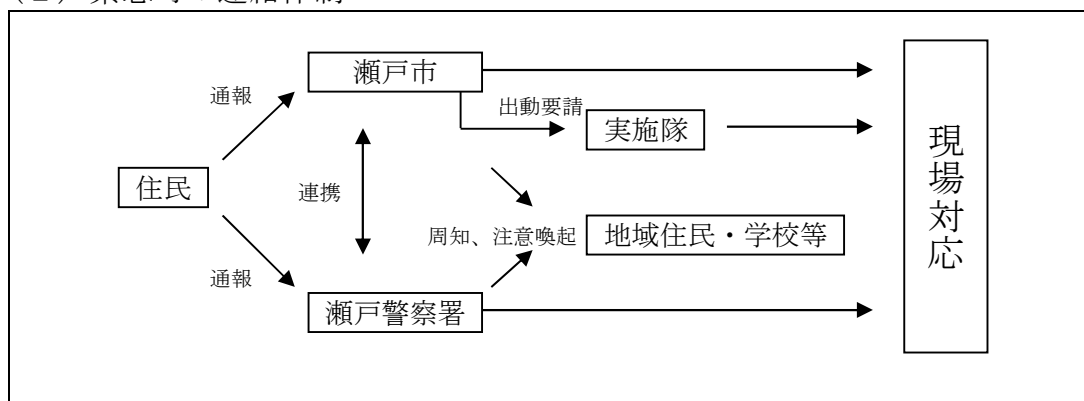 瀬戸市
通報
出動要請
実施隊
住民
連携
周知、注意喚起
地域住民・学校等
通報
瀬戸警察署
現場対応